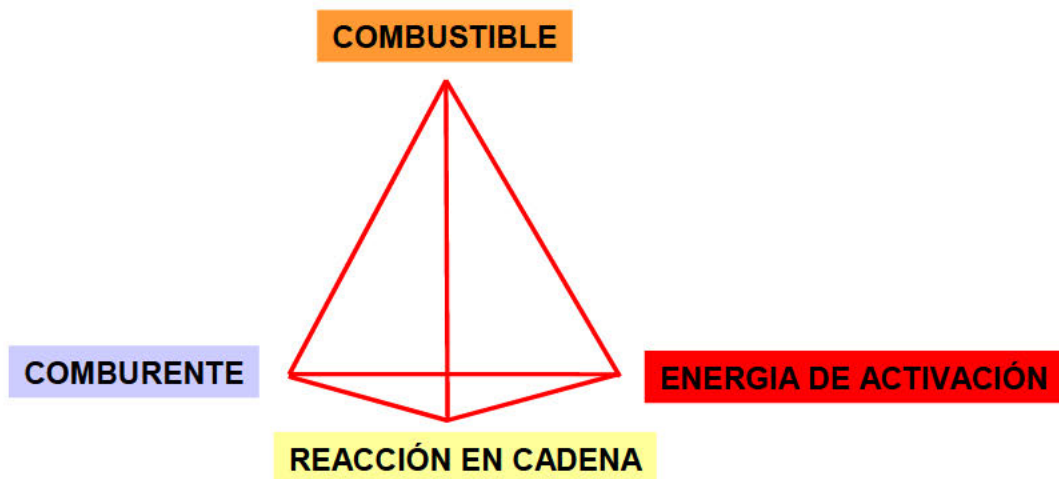 COMBUSTIBLE
COMBURENTE
ENERGIA DE ACTIVACIÓN
REACCIÓN EN CADENA